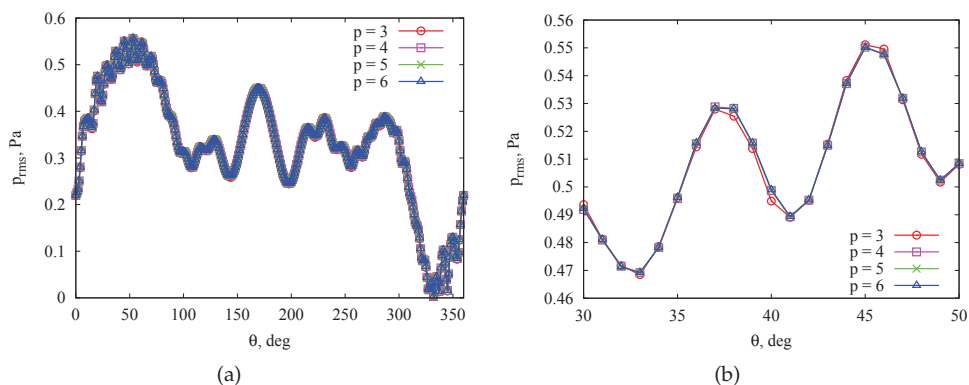 p_rms, Pa
0.6
0.5
0.4
0.3
0.2
0.1
0
0 50 100 150 200 250 300 350
θ, deg
p = 3
p = 4
p = 5
p = 6
(a)
p_rms, Pa
0.56
0.55
0.54
0.53
0.52
0.51
0.5
0.49
0.48
0.47
0.46
30 35 40 45 50
θ, deg
p = 3
p = 4
p = 5
p = 6
(b)